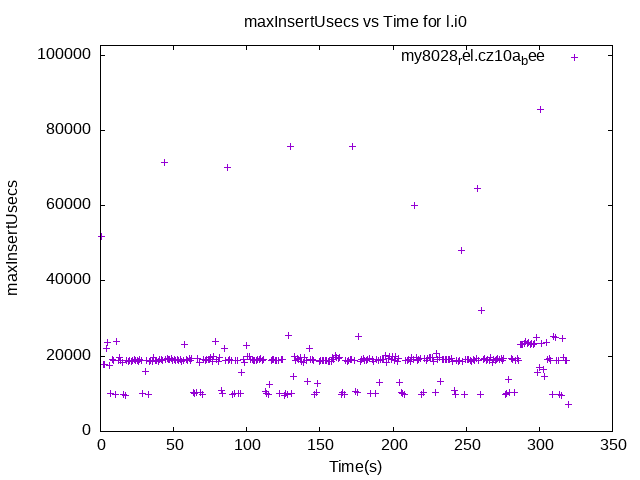 maxInsertUsecs vs Time for l.i0
my8028rel.cz10abee
100000
80000
60000
40000
20000
0
maxInsertUsecs
0 50 100 150 200 250 300 350
Time(s)